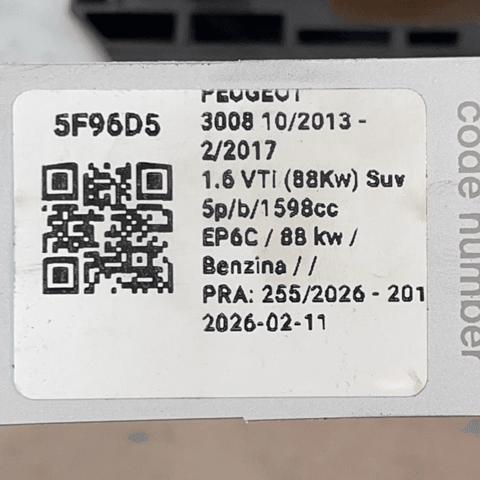 5F96D5
PEUGEOT
3008 10/2013 -
2/2017
1.6 VTi (88Kw) Suv
5p/b/1598cc
EP6C / 88 kw /
Benzina / /
PRA: 255/2026 - 201
2026-02-11
code number